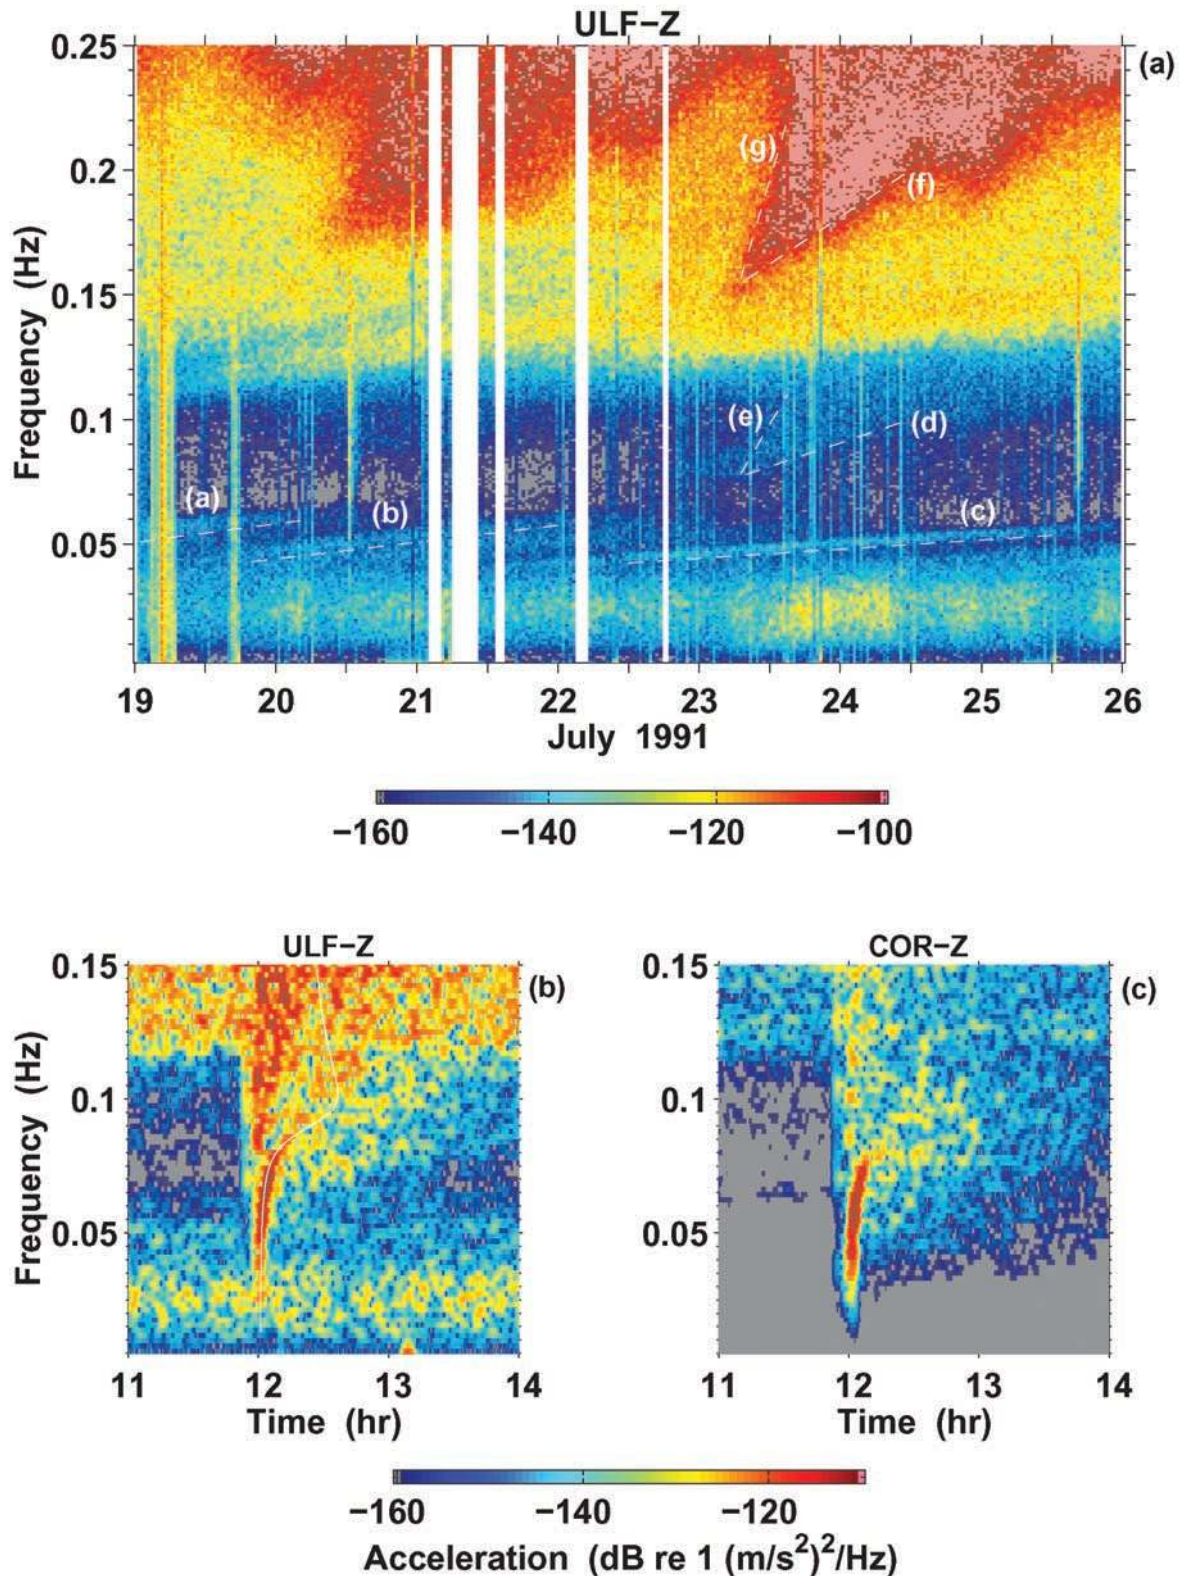 ULF−Z
(a)
0.25
0.2
0.15
0.1
0.05
Frequency (Hz)
(g)
(f)
(e)
(d)
(a)
(b)
(c)
19 20 21 22 23 24 25 26
July 1991
−160 −140 −120 −100
ULF−Z
(b)
0.15
0.1
0.05
Frequency (Hz)
11 12 13 14
Time (hr)
COR−Z
(c)
0.15
0.1
0.05
11 12 13 14
Time (hr)
−160 −140 −120
Acceleration (dB re 1 (m/s²)²/Hz)